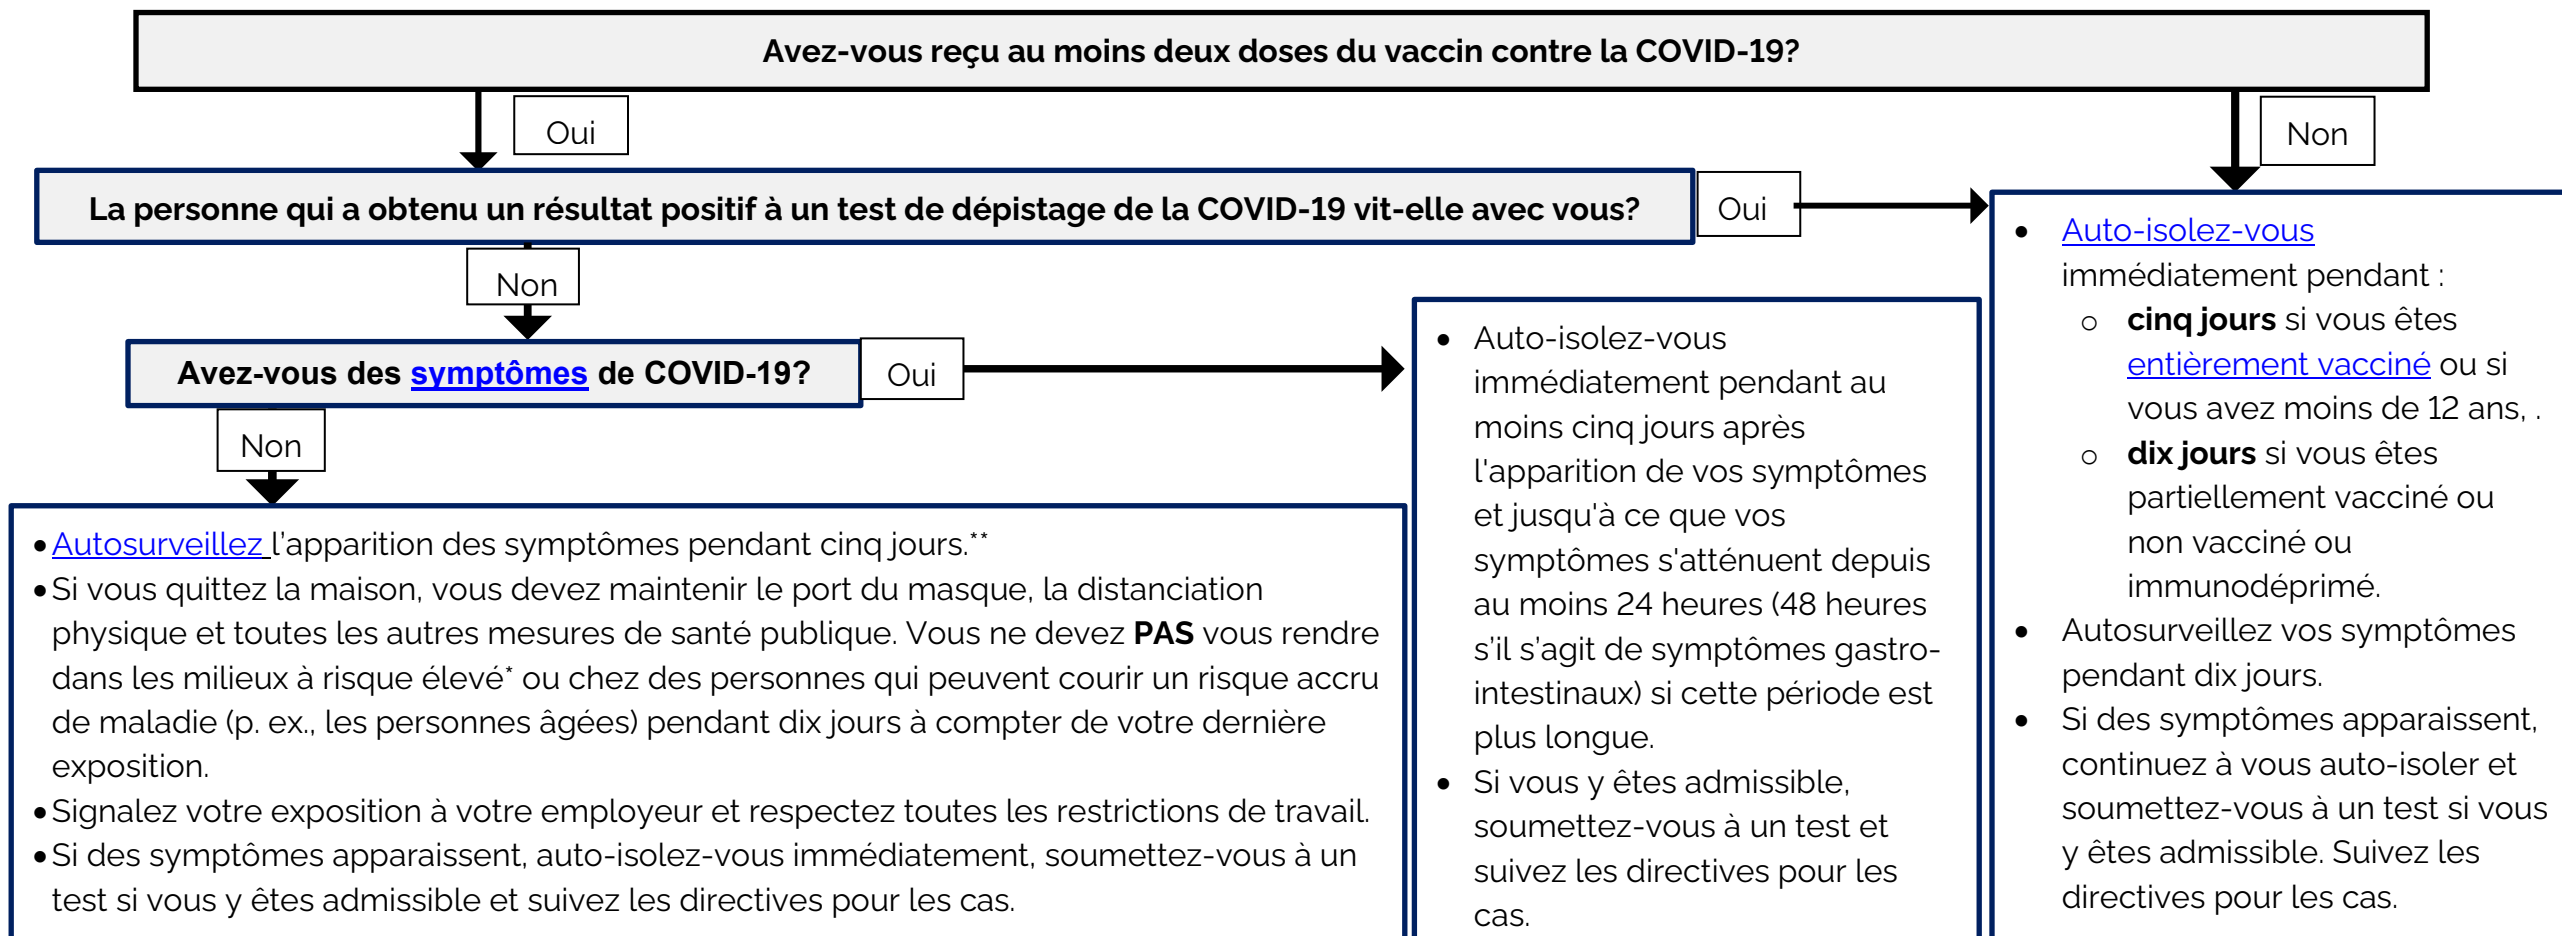 Avez-vous reçu au moins deux doses du vaccin contre la COVID-19?
Oui
Non
La personne qui a obtenu un résultat positif à un test de dépistage de la COVID-19 vit-elle avec vous?
Oui
Non
Avez-vous des symptômes de COVID-19?
Oui
Non
• Autosurveillez l’apparition des symptômes pendant cinq jours.**
• Si vous quittez la maison, vous devez maintenir le port du masque, la distanciation
physique et toutes les autres mesures de santé publique. Vous ne devez PAS vous rendre
dans les milieux à risque élevé* ou chez des personnes qui peuvent courir un risque accru
de maladie (p. ex., les personnes âgées) pendant dix jours à compter de votre dernière
exposition.
• Signalez votre exposition à votre employeur et respectez toutes les restrictions de travail.
• Si des symptômes apparaissent, auto-isolez-vous immédiatement, soumettez-vous à un
test si vous y êtes admissible et suivez les directives pour les cas.
• Auto-isolez-vous
immédiatement pendant au
moins cinq jours après
l'apparition de vos symptômes
et jusqu'à ce que vos
symptômes s'atténuent depuis
au moins 24 heures (48 heures
s’il s’agit de symptômes gastro-
intestinaux) si cette période est
plus longue.
• Si vous y êtes admissible,
soumettez-vous à un test et
suivez les directives pour les
cas.
• Auto-isolez-vous
immédiatement pendant :
o cinq jours si vous êtes
entièrement vacciné ou si
vous avez moins de 12 ans, .
o dix jours si vous êtes
partiellement vacciné ou
non vacciné ou
immunodéprimé.
• Autosurveillez vos symptômes
pendant dix jours.
• Si des symptômes apparaissent,
continuez à vous auto-isoler et
soumettez-vous à un test si vous
y êtes admissible. Suivez les
directives pour les cas.